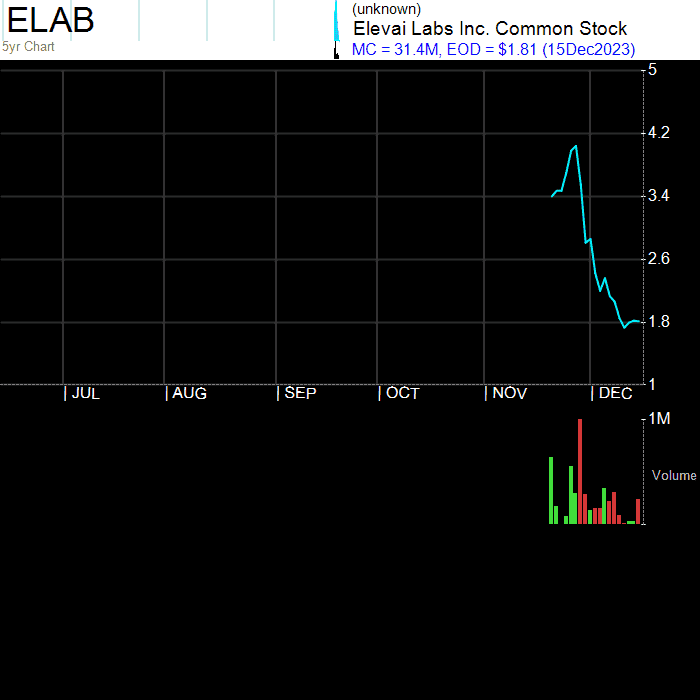 ELAB
5yr Chart
(unknown)
Elevai Labs Inc. Common Stock
MC = 31.4M, EOD = $1.81 (15Dec2023)
5
4.2
3.4
2.6
1.8
1
| JUL | AUG | SEP | OCT | NOV | DEC
1M
Volume